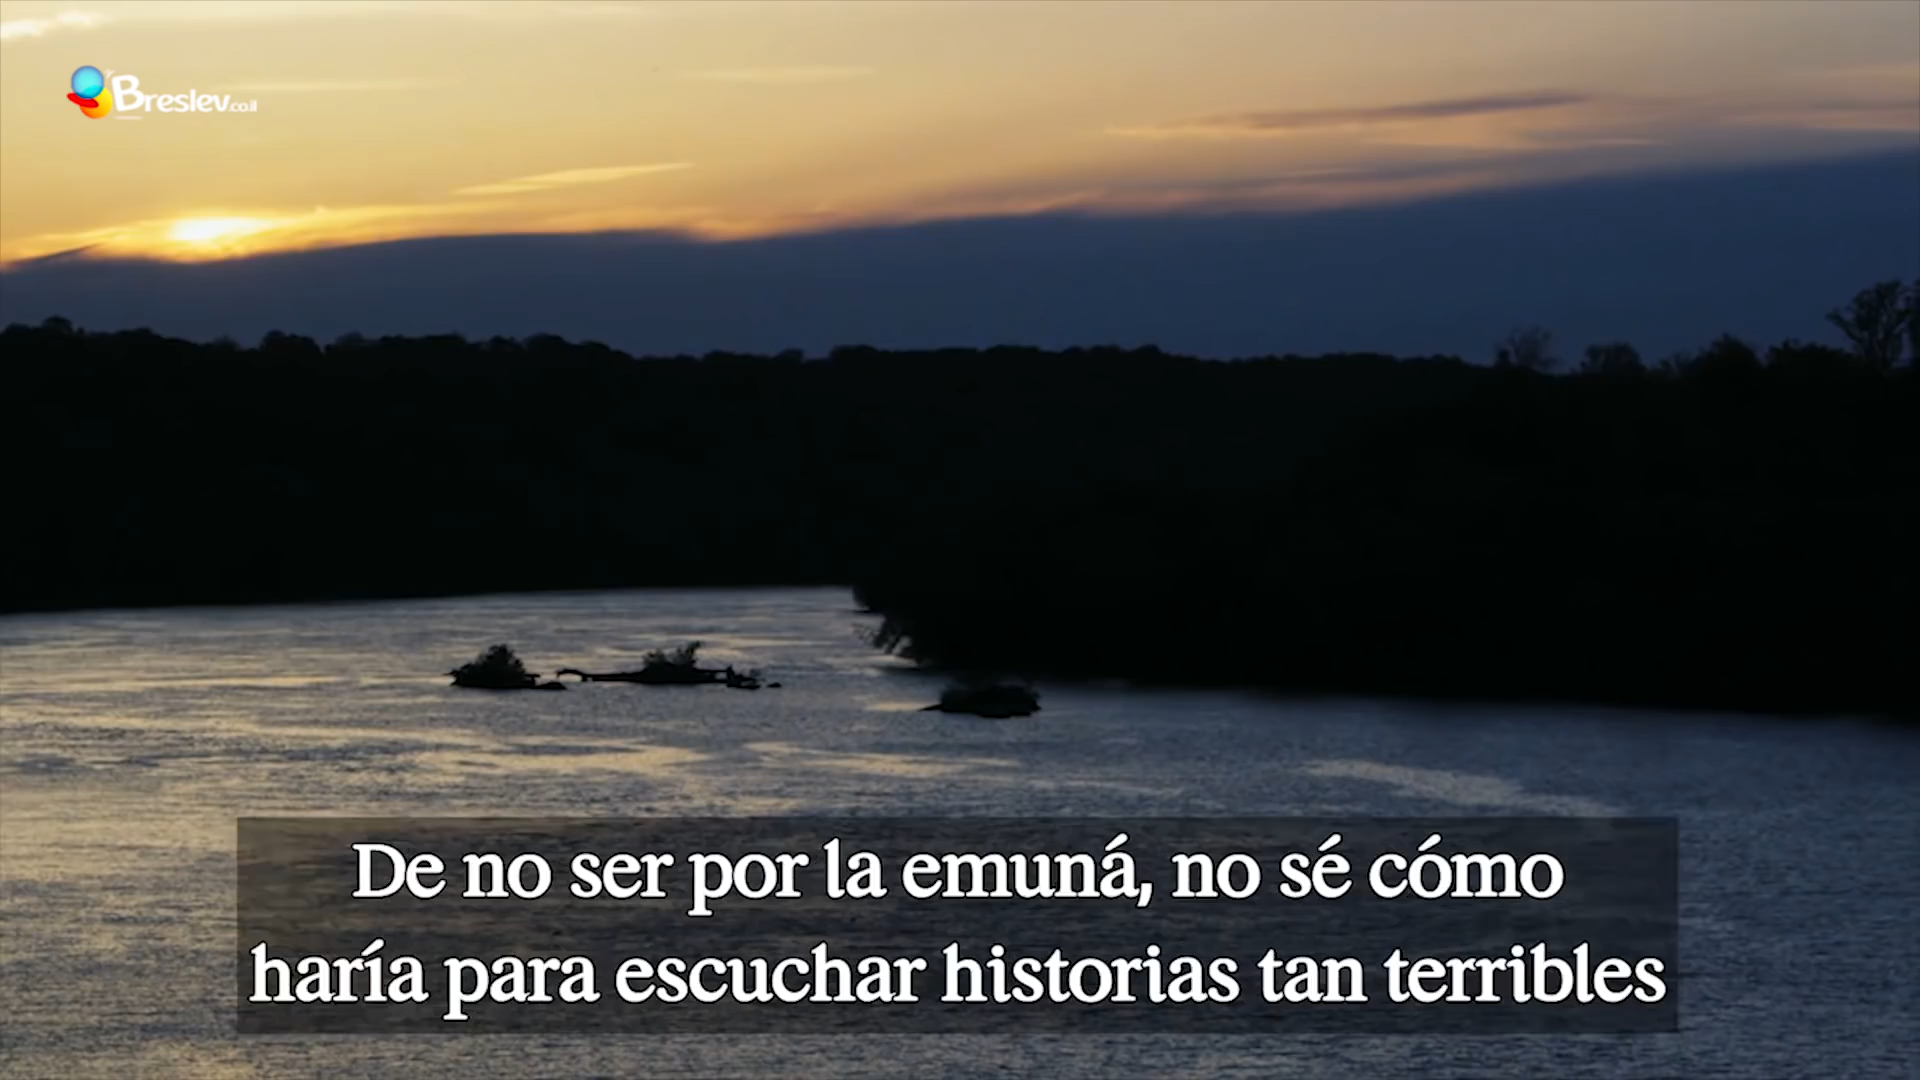 Breslev.co.il
De no ser por la emuná, no sé cómo
haría para escuchar historias tan terribles